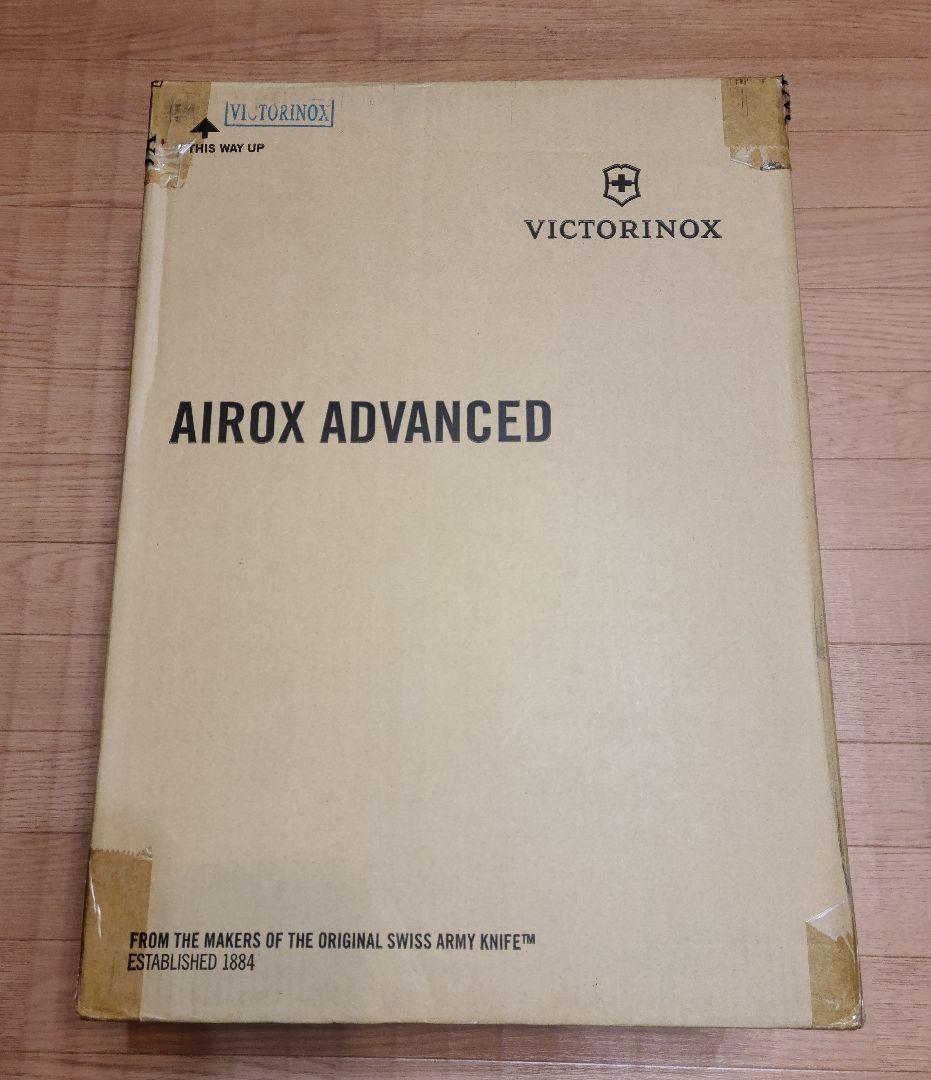 VICTORINOX
THIS WAY UP
VICTORINOX
AIROX ADVANCED
FROM THE MAKERS OF THE ORIGINAL SWISS ARMY KNIFE™
ESTABLISHED 1884